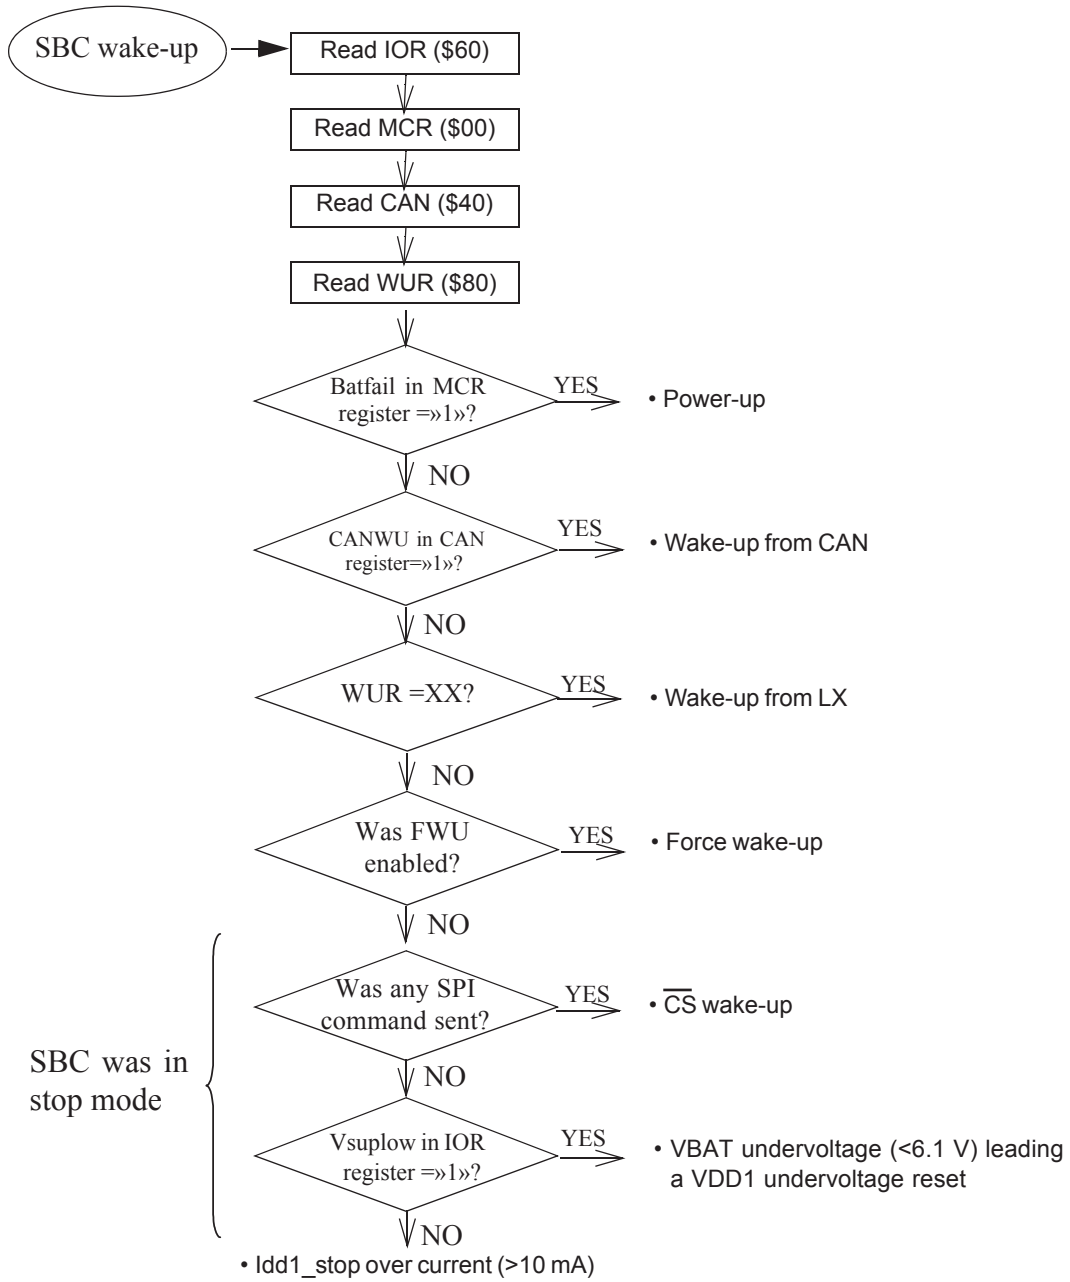 SBC wake-up
Read IOR ($60)
Read MCR ($00)
Read CAN ($40)
Read WUR ($80)
Batfail in MCR
register =»1»?
YES
• Power-up
NO
CANWU in CAN
register=»1»?
YES
• Wake-up from CAN
NO
WUR =XX?
YES
• Wake-up from LX
NO
Was FWU
enabled?
YES
• Force wake-up
NO
SBC was in
stop mode
Was any SPI
command sent?
YES
• C̅S̅ wake-up
NO
Vsuplow in IOR
register =»1»?
YES
• VBAT undervoltage (<6.1 V) leading
a VDD1 undervoltage reset
NO
• Idd1_stop over current (>10 mA)